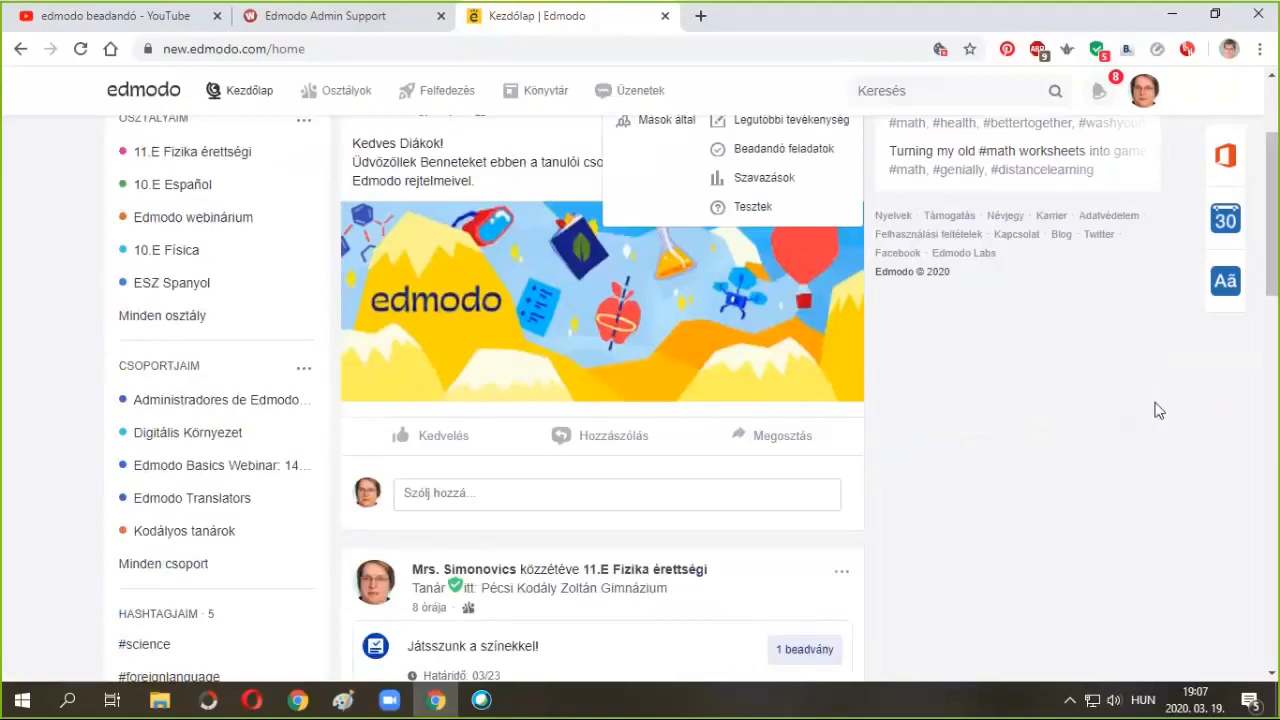 edmodo beadandó - YouTube
Edmodo Admin Support
Kezdőlap | Edmodo
new.edmodo.com/home
9
5
edmodo
Kezdőlap
Osztályok
Felfedezés
Könyvtár
Üzenetek
Keresés
8
OSZTÁLYAIM
11.E Fizika érettségi
10.E Español
Edmodo webinárium
10.E Física
ESZ Spanyol
Minden osztály
CSOPORTJAIM
Administradores de Edmodo...
Digitális Környezet
Edmodo Basics Webinar: 14...
Edmodo Translators
Kodályos tanárok
Minden csoport
HASHTAGJAIM · 5
#science
#foreignlanguage
Kedves Diákok!
Üdvözöllek Benneteket ebben a tanulói cso
Edmodo rejtelmeivel.
Mások által
Legutóbbi tevékenység
Beadandó feladatok
Szavazások
Tesztek
edmodo
Kedvelés
Hozzászólás
Megosztás
Szólj hozzá...
Mrs. Simonovics közzétéve 11.E Fizika érettségi
Tanár itt: Pécsi Kodály Zoltán Gimnázium
8 órája
Játsszunk a színekkel!
1 beadvány
Határidő: 03/23
#math, #health, #bettertogether, #washyour
Turning my old #math worksheets into game
#math, #genially, #distancelearning
Nyelvek · Támogatás · Névjegy · Karrier · Adatvédelem ·
Felhasználási feltételek · Kapcsolat · Blog · Twitter ·
Facebook · Edmodo Labs
Edmodo © 2020
30
Aã
HUN
19:07
2020. 03. 19.
5